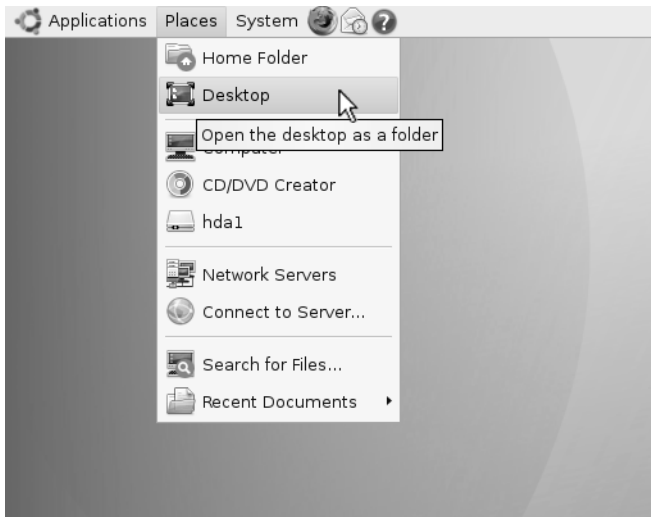 Applications Places System
Home Folder
Desktop
Open the desktop as a folder
Computer
CD/DVD Creator
hda1
Network Servers
Connect to Server...
Search for Files...
Recent Documents